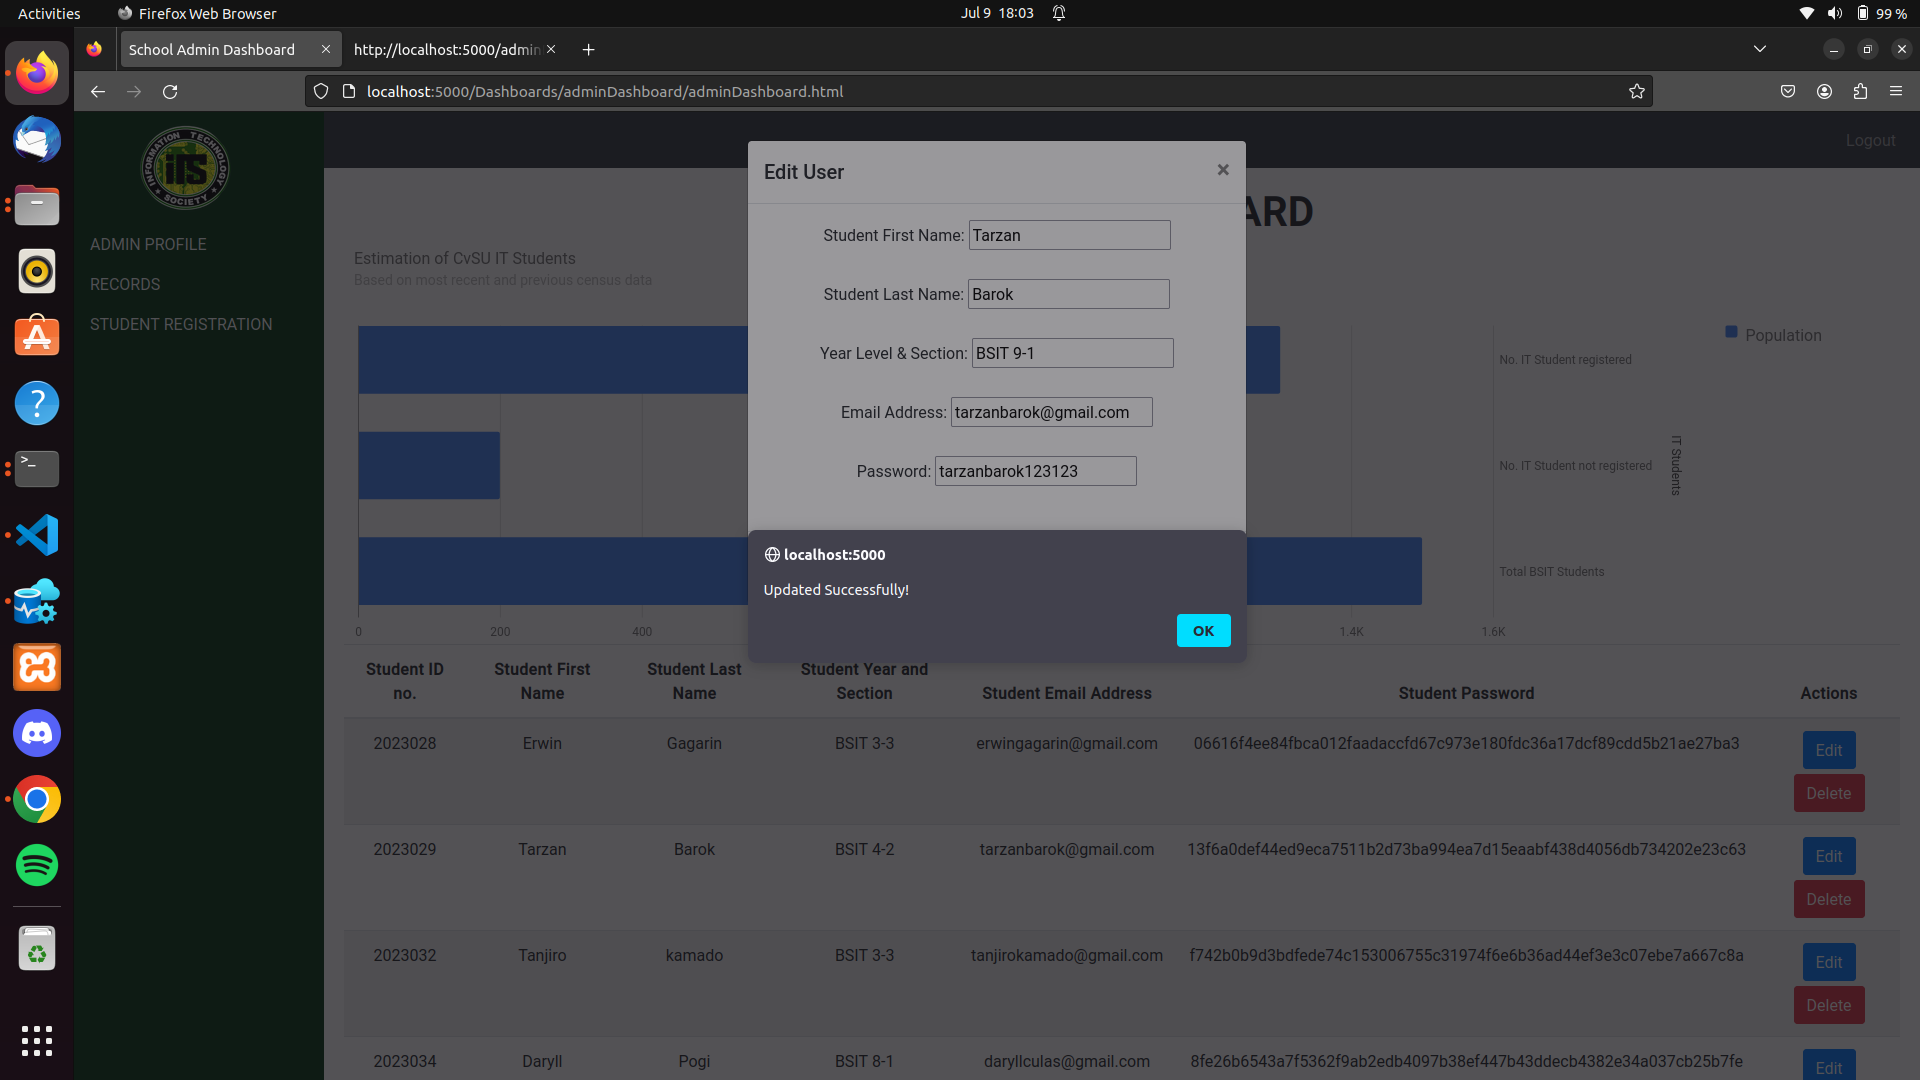 Activities
Firefox Web Browser
Jul 9 18:03
99 %
School Admin Dashboard
http://localhost:5000/admin
localhost:5000/Dashboards/adminDashboard/adminDashboard.html
INFORMATION TECHNOLOGY
iTS
SOCIETY
Logout
ADMIN PROFILE
RECORDS
STUDENT REGISTRATION
ARD
Estimation of CvSU IT Students
Based on most recent and previous census data
Edit User
×
Student First Name: Tarzan
Student Last Name: Barok
Year Level & Section: BSIT 9-1
Email Address: tarzanbarok@gmail.com
Password: tarzanbarok123123
localhost:5000
Updated Successfully!
OK
Population
No. IT Student registered
No. IT Student not registered
Total BSIT Students
IT Students
0 200 400 1.4K 1.6K
Student ID no. Student First Name Student Last Name Student Year and Section Student Email Address Student Password Actions
2023028 Erwin Gagarin BSIT 3-3 erwingagarin@gmail.com 06616f4ee84fbca012faadaccfd67c973e180fdc36a17dcf89cdd5b21ae27ba3 Edit
Delete
2023029 Tarzan Barok BSIT 4-2 tarzanbarok@gmail.com 13f6a0def44ed9eca7511b2d73ba994ea7d15eaabf438d4056db734202e23c63 Edit
Delete
2023032 Tanjiro kamado BSIT 3-3 tanjirokamado@gmail.com f742b0b9d3bdfede74c153006755c31974f6e6b36ad44ef3e3c07ebe7a667c8a Edit
Delete
2023034 Daryll Pogi BSIT 8-1 daryllculas@gmail.com 8fe26b6543a7f5362f9ab2edb4097b38ef447b43ddecb4382e34a037cb25b7fe Edit